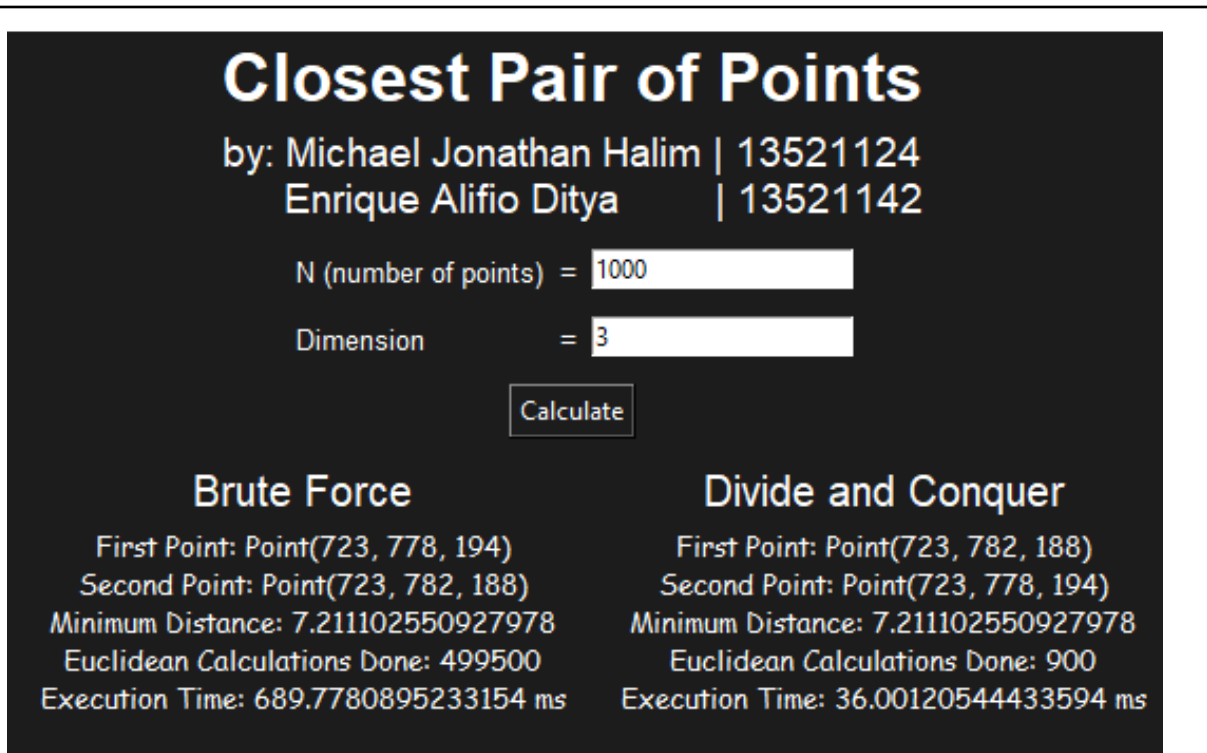 Closest Pair of Points
by: Michael Jonathan Halim | 13521124
Enrique Alifio Ditya | 13521142
N (number of points) = 1000
Dimension = 3
Calculate
Brute Force
First Point: Point(723, 778, 194)
Second Point: Point(723, 782, 188)
Minimum Distance: 7.211102550927978
Euclidean Calculations Done: 499500
Execution Time: 689.7780895233154 ms
Divide and Conquer
First Point: Point(723, 782, 188)
Second Point: Point(723, 778, 194)
Minimum Distance: 7.211102550927978
Euclidean Calculations Done: 900
Execution Time: 36.00120544433594 ms